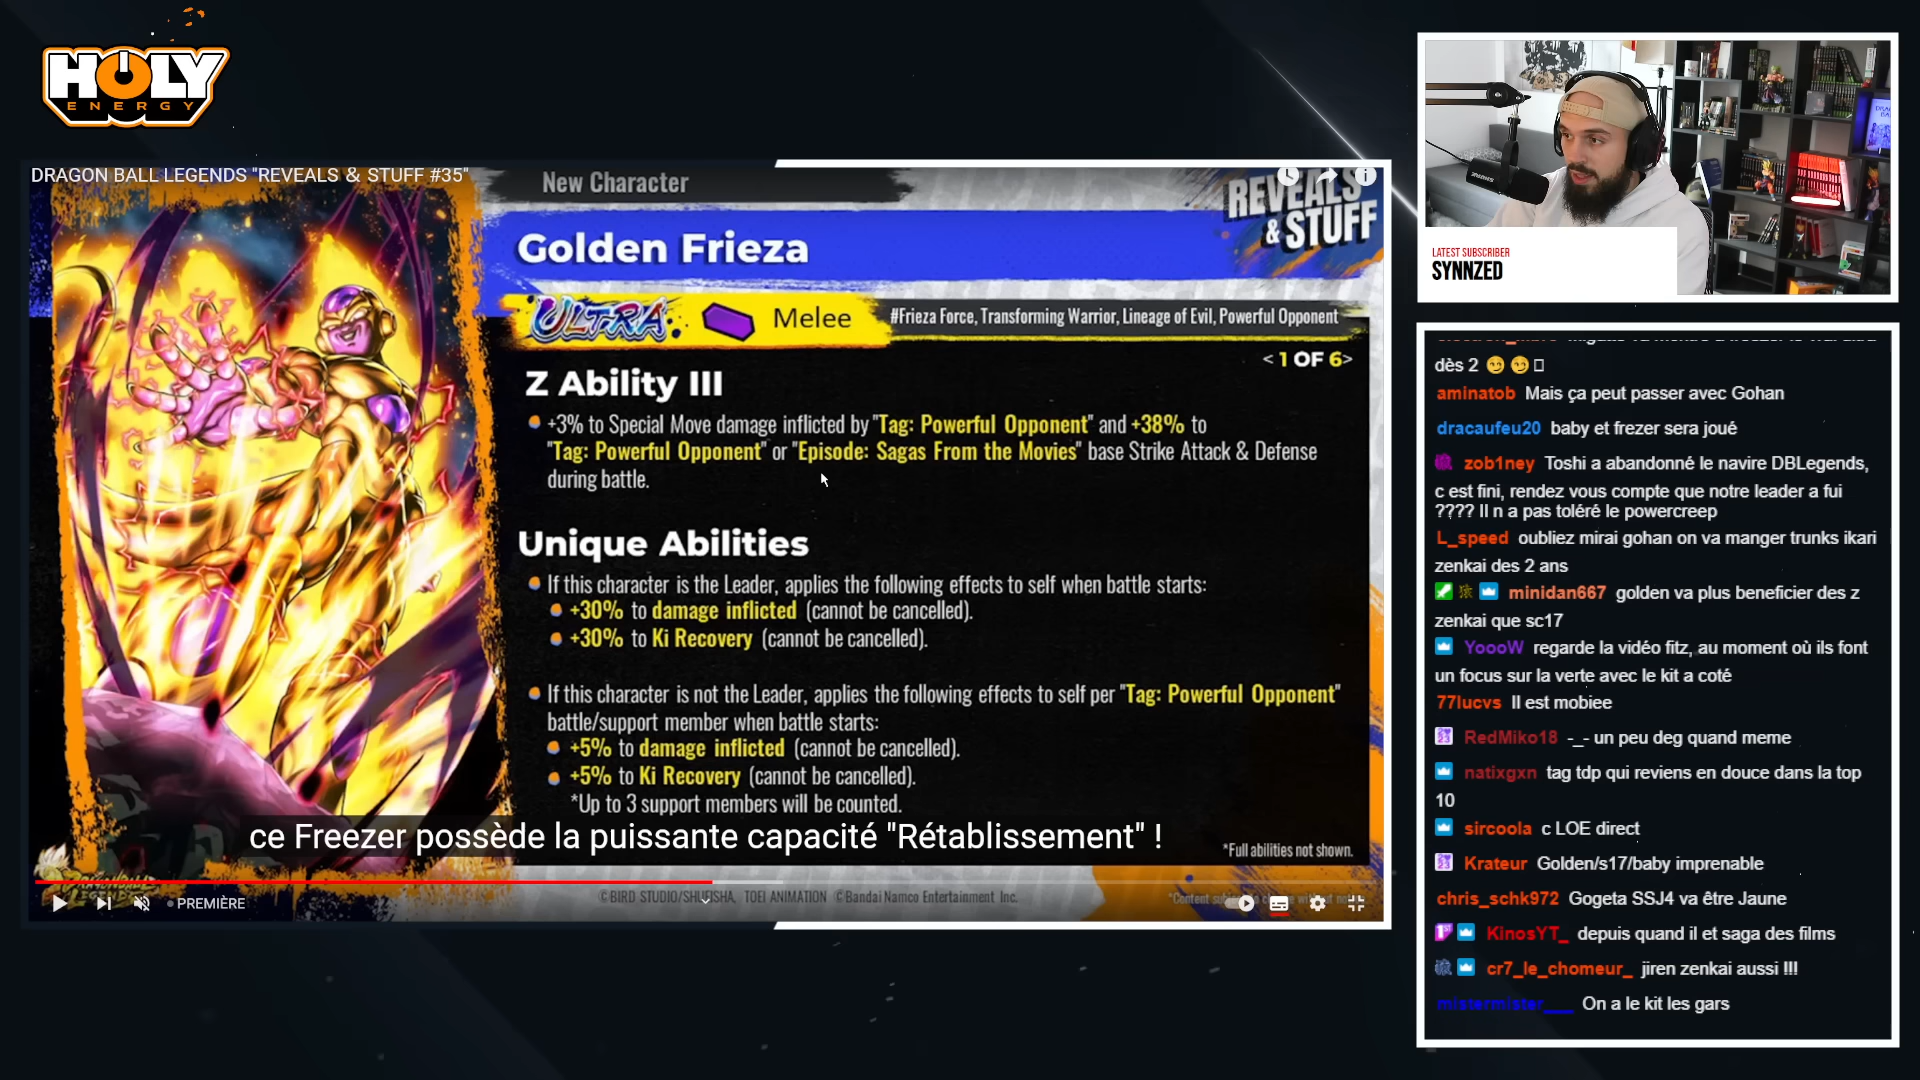 HOLY
ENERGY
DRAGON BALL LEGENDS "REVEALS & STUFF #35"
New Character
REVEALS
& STUFF
Golden Frieza
ULTRA
Melee
#Frieza Force, Transforming Warrior, Lineage of Evil, Powerful Opponent
< 1 OF 6>
Z Ability III
+3% to Special Move damage inflicted by "Tag: Powerful Opponent" and +38% to
"Tag: Powerful Opponent" or "Episode: Sagas From the Movies" base Strike Attack & Defense
during battle.
Unique Abilities
If this character is the Leader, applies the following effects to self when battle starts:
+30% to damage inflicted (cannot be cancelled).
+30% to Ki Recovery (cannot be cancelled).
If this character is not the Leader, applies the following effects to self per "Tag: Powerful Opponent"
battle/support member when battle starts:
+5% to damage inflicted (cannot be cancelled).
+5% to Ki Recovery (cannot be cancelled).
*Up to 3 support members will be counted.
ce Freezer possède la puissante capacité "Rétablissement" !
*Full abilities not shown.
©BIRD STUDIO/SHUEISHA, TOEI ANIMATION ©Bandai Namco Entertainment Inc.
PREMIÈRE
LATEST SUBSCRIBER
SYNNZED
dès 2 😏 😏
aminatob Mais ça peut passer avec Gohan
dracaufeu20 baby et frezer sera joué
zob1ney Toshi a abandonné le navire DBLegends,
c est fini, rendez vous compte que notre leader a fui
???? Il n a pas toléré le powercreep
L_speed oubliez mirai gohan on va manger trunks ikari
zenkai des 2 ans
minidan667 golden va plus beneficier des z
zenkai que sc17
YoooW regarde la vidéo fitz, au moment où ils font
un focus sur la verte avec le kit a coté
77lucvs Il est mobiee
RedMiko18 -_- un peu deg quand meme
natixgxn tag tdp qui reviens en douce dans la top
10
sircoola c LOE direct
Krateur Golden/s17/baby imprenable
chris_schk972 Gogeta SSJ4 va être Jaune
KinosYT_ depuis quand il et saga des films
cr7_le_chomeur_ jiren zenkai aussi !!!
mistermister___ On a le kit les gars